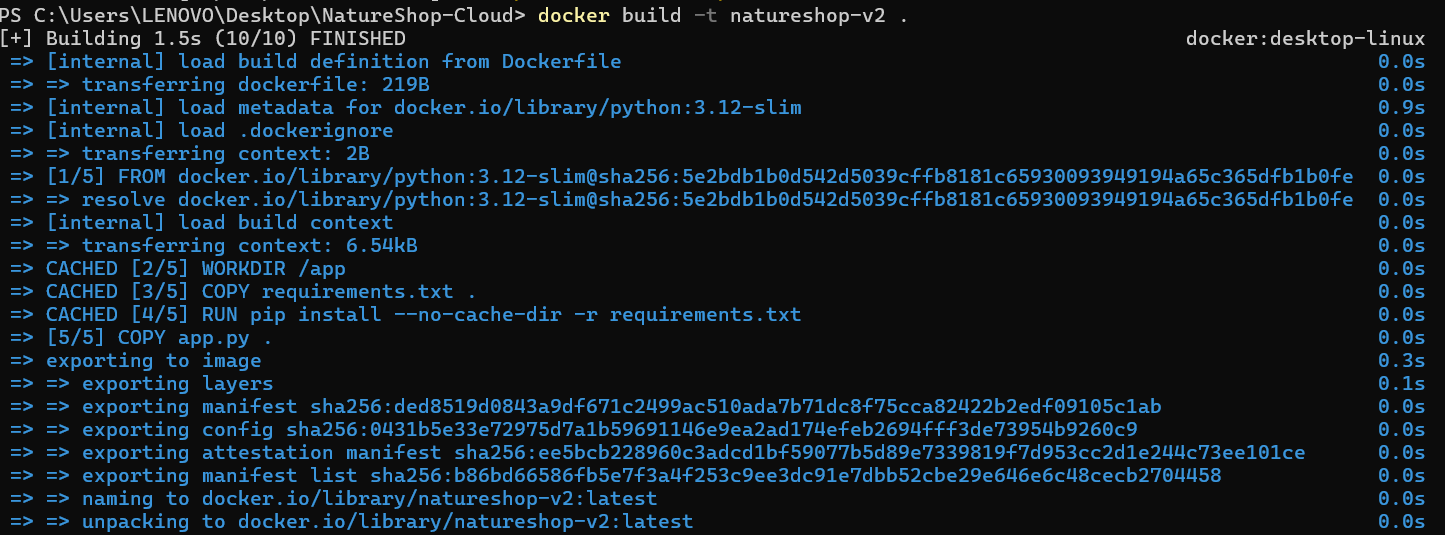 PS C:\Users\LENOVO\Desktop\NatureShop-Cloud> docker build -t natureshop-v2 .
[+] Building 1.5s (10/10) FINISHED docker:desktop-linux
=> [internal] load build definition from Dockerfile 0.0s
=> => transferring dockerfile: 219B 0.0s
=> [internal] load metadata for docker.io/library/python:3.12-slim 0.9s
=> [internal] load .dockerignore 0.0s
=> => transferring context: 2B 0.0s
=> [1/5] FROM docker.io/library/python:3.12-slim@sha256:5e2bdb1b0d542d5039cffb8181c65930093949194a65c365dfb1b0fe 0.0s
=> => resolve docker.io/library/python:3.12-slim@sha256:5e2bdb1b0d542d5039cffb8181c65930093949194a65c365dfb1b0fe 0.0s
=> [internal] load build context 0.0s
=> => transferring context: 6.54kB 0.0s
=> CACHED [2/5] WORKDIR /app 0.0s
=> CACHED [3/5] COPY requirements.txt . 0.0s
=> CACHED [4/5] RUN pip install --no-cache-dir -r requirements.txt 0.0s
=> [5/5] COPY app.py . 0.0s
=> exporting to image 0.3s
=> => exporting layers 0.1s
=> => exporting manifest sha256:ded8519d0843a9df671c2499ac510ada7b71dc8f75cca82422b2edf09105c1ab 0.0s
=> => exporting config sha256:0431b5e33e72975d7a1b59691146e9ea2ad174efeb2694fff3de73954b9260c9 0.0s
=> => exporting attestation manifest sha256:ee5bcb228960c3adcd1bf59077b5d89e7339819f7d953cc2d1e244c73ee101ce 0.0s
=> => exporting manifest list sha256:b86bd66586fb5e7f3a4f253c9ee3dc91e7dbb52cbe29e646e6c48cecb2704458 0.0s
=> => naming to docker.io/library/natureshop-v2:latest 0.0s
=> => unpacking to docker.io/library/natureshop-v2:latest 0.0s